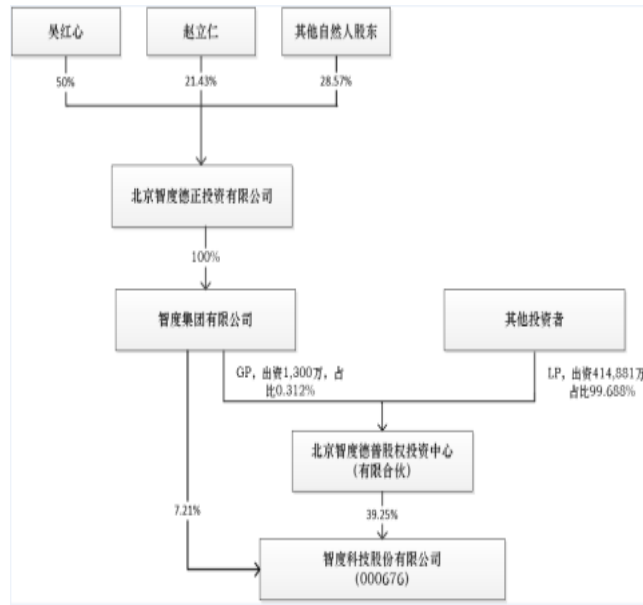 吴红心
赵立仁
其他自然人股东
50%
21.43%
28.57%
北京智度德正投资有限公司
100%
智度集团有限公司
其他投资者
GP，出资1,300万，占
比0.312%
LP，出资414,881万
占比99.688%
北京智度德普股权投资中心
(有限合伙)
7.21%
39.25%
智度科技股份有限公司
(000676)